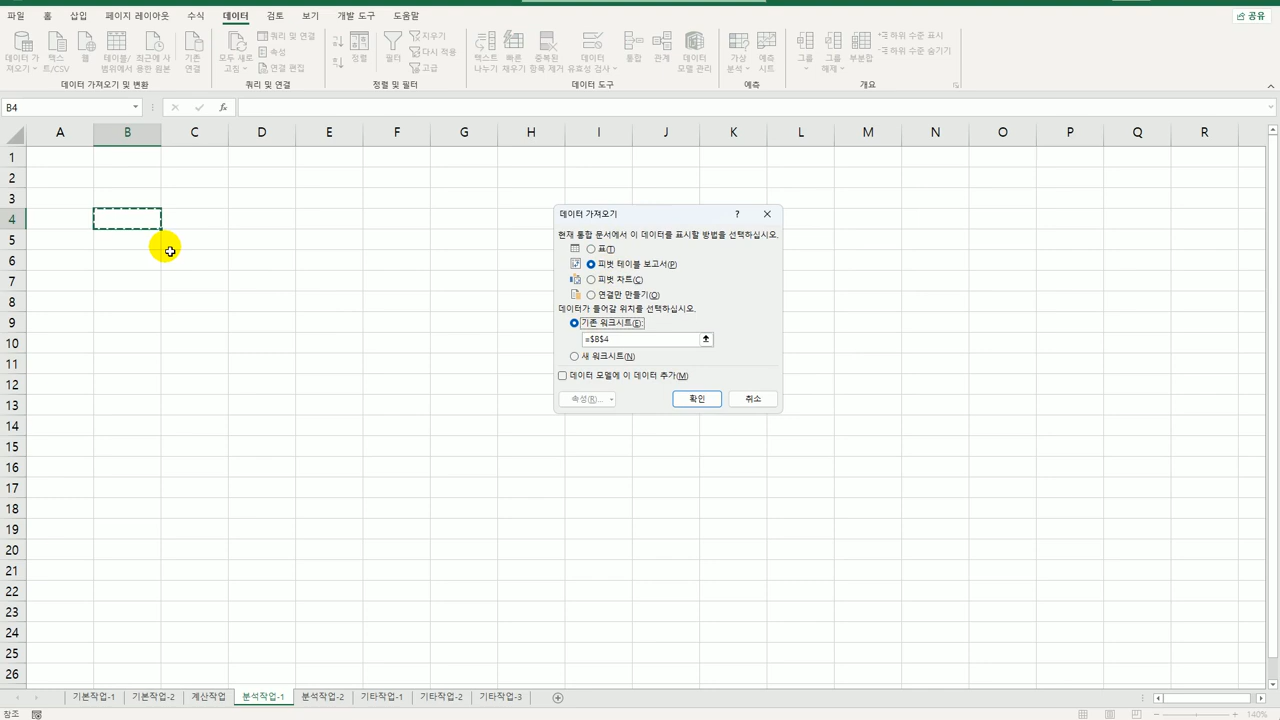 파일 홈 삽입 페이지 레이아웃 수식 데이터 검토 보기 개발 도구 도움말 공유
데이터 가져오기 텍스트/CSV 웹 테이블/범위에서 최근에 사용한 원본 기존 연결
모두 새로 고침 쿼리 및 연결 속성 연결 편집
정렬 필터 지우기 다시 적용 고급
텍스트 나누기 빠른 채우기 중복된 항목 제거 데이터 유효성 검사 통합 관계 데이터 모델 관리
가상 분석 예측 시트 그룹 그룹 해제 부분합 하위 수준 표시 하위 수준 숨기기
데이터 가져오기 및 변환 쿼리 및 연결 정렬 및 필터 데이터 도구 예측 개요
B4 fx
A B C D E F G H I J K L M N O P Q R
1
2
3
4
5
6
7
8
9
10
11
12
13
14
15
16
17
18
19
20
21
22
23
24
25
26
데이터 가져오기 ?
현재 통합 문서에서 이 데이터를 표시할 방법을 선택하십시오.
표(T)
피벗 테이블 보고서(P)
피벗 차트(C)
연결만 만들기(O)
데이터가 들어갈 위치를 선택하십시오.
기존 워크시트(E):
=$B$4
새 워크시트(N)
데이터 모델에 이 데이터 추가(M)
속성(R)... 확인 취소
기본작업-1 기본작업-2 계산작업 분석작업-1 분석작업-2 기타작업-1 기타작업-2 기타작업-3
참조 140%